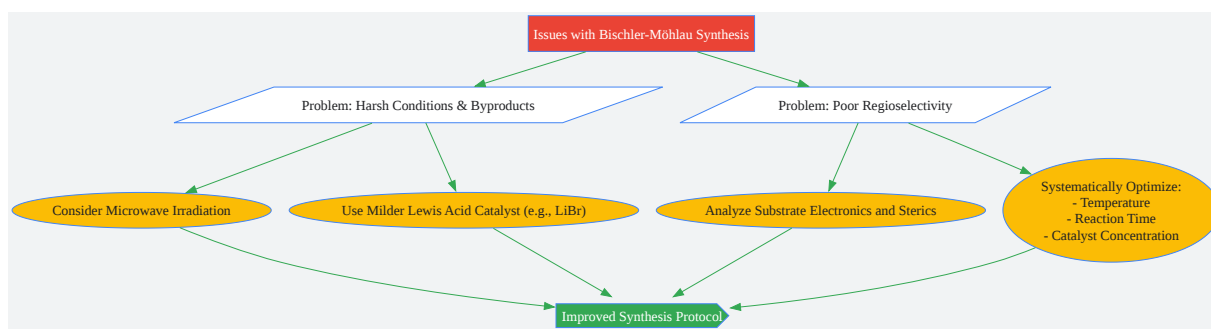 Issues with Bischler-Möhlau Synthesis
Problem: Harsh Conditions & Byproducts
Problem: Poor Regioselectivity
Consider Microwave Irradiation
Use Milder Lewis Acid Catalyst (e.g., LiBr)
Analyze Substrate Electronics and Sterics
Systematically Optimize:
- Temperature
- Reaction Time
- Catalyst Concentration
Improved Synthesis Protocol